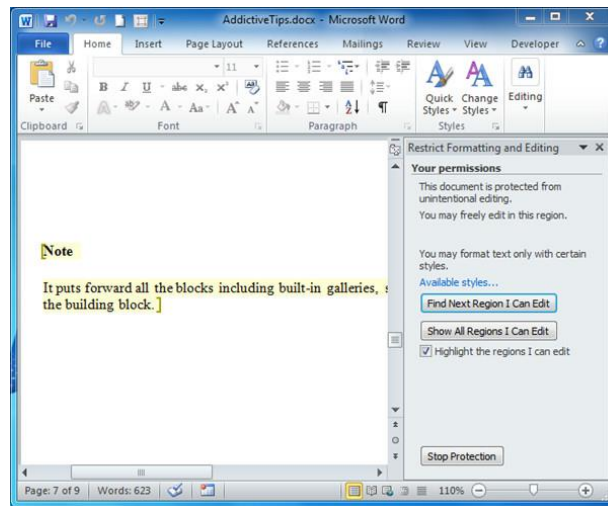 AddictiveTips.docx - Microsoft Word
File Home Insert Page Layout References Mailings Review View Developer
Paste
11
B I U abc x₂ x²
A Aa A A
¶
Quick Styles
Change Styles
Editing
Clipboard Font Paragraph Styles
Note
It puts forward all the blocks including built-in galleries, s
the building block.
Restrict Formatting and Editing
Your permissions
This document is protected from
unintentional editing.
You may freely edit in this region.
You may format text only with certain
styles.
Available styles...
Find Next Region I Can Edit
Show All Regions I Can Edit
Highlight the regions I can edit
Stop Protection
Page: 7 of 9 Words: 623 110%